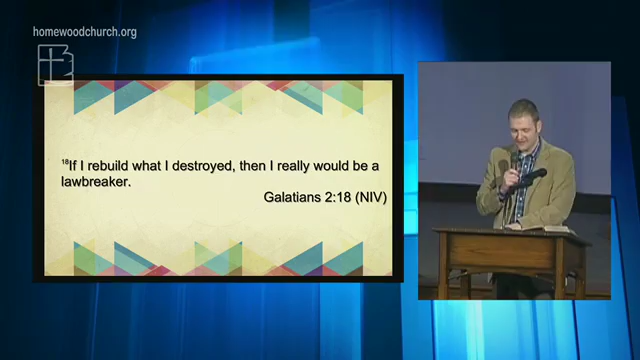 homewoodchurch.org
18If I rebuild what I destroyed, then I really would be a
lawbreaker.
Galatians 2:18 (NIV)